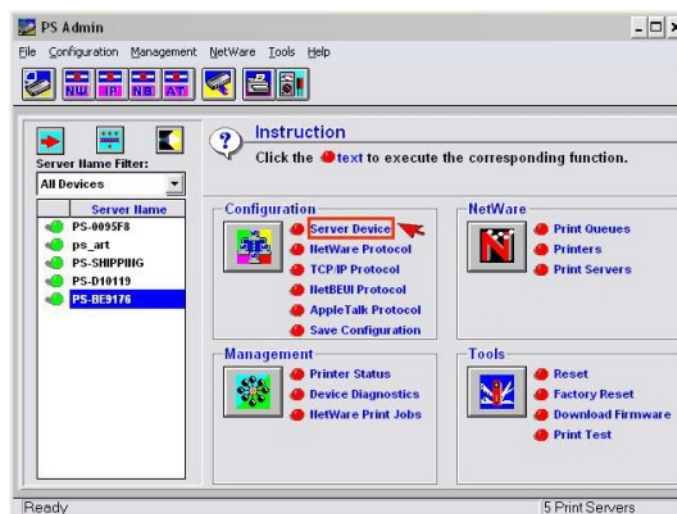 PS Admin
File Configuration Management NetWare Tools Help
NW IP NB AT
Server Name Filter:
All Devices
Server Name
PS-0095F8
ps_art
PS-SHIPPING
PS-D10119
PS-BE9176
Instruction
Click the text to execute the corresponding function.
Configuration
Server Device
NetWare Protocol
TCP/IP Protocol
NetBEUI Protocol
AppleTalk Protocol
Save Configuration
NetWare
Print Queues
Printers
Print Servers
Management
Printer Status
Device Diagnostics
NetWare Print Jobs
Tools
Reset
Factory Reset
Download Firmware
Print Test
Ready
5 Print Servers